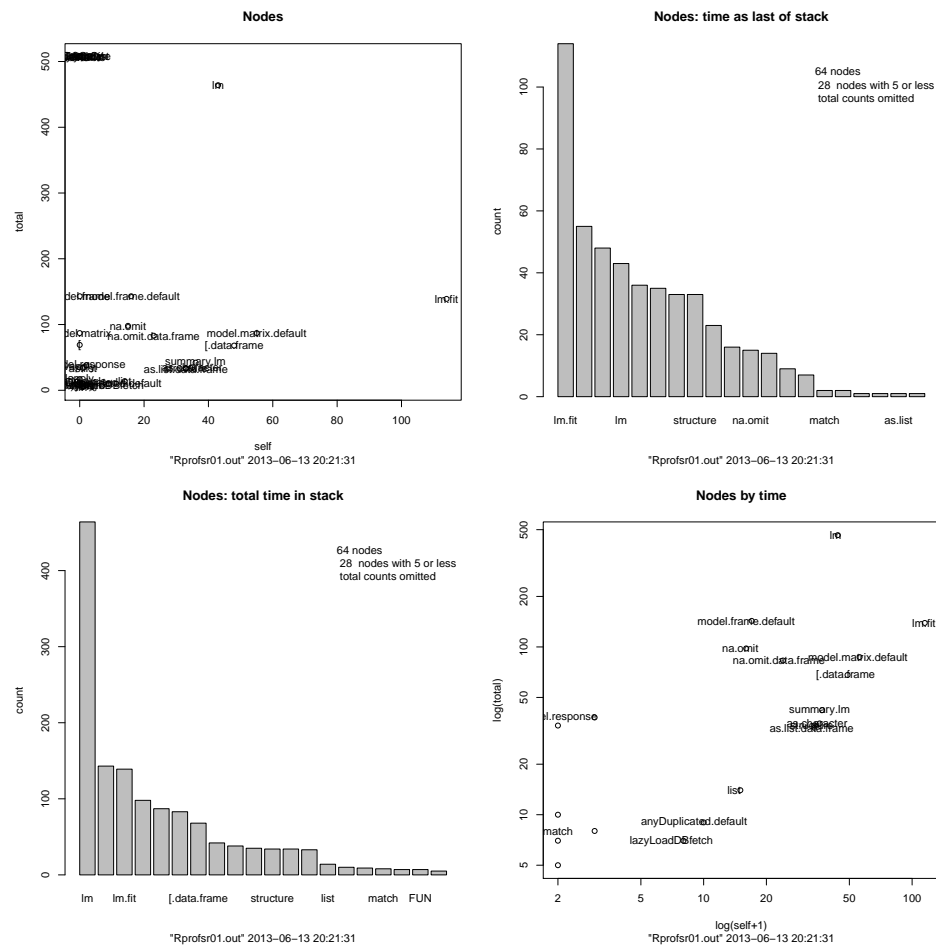 Nodes
total
0
100
200
300
400
500
lm
model.frame.default
lm.fit
na.omit
na.omit.data.frame
model.matrix.default
[.data.frame
summary.lm
as.list.data.frame
0
20
40
60
80
100
self
"Rprofsr01.out" 2013−06−13 20:21:31
Nodes: time as last of stack
count
0
20
40
60
80
100
64 nodes
28 nodes with 5 or less
total counts omitted
lm.fit
lm
structure
na.omit
match
as.list
"Rprofsr01.out" 2013−06−13 20:21:31
Nodes: total time in stack
count
0
100
200
300
400
64 nodes
28 nodes with 5 or less
total counts omitted
lm
lm.fit
[.data.frame
structure
list
match
FUN
"Rprofsr01.out" 2013−06−13 20:21:31
Nodes by time
log(total)
5
10
20
50
100
200
500
lm
model.frame.default
lm.fit
na.omit
na.omit.data.frame
model.matrix.default
[.data.frame
summary.lm
el.response
as.character
as.list.data.frame
list
anyDuplicated.default
match
lazyLoadDBfetch
2
5
10
20
50
100
log(self+1)
"Rprofsr01.out" 2013−06−13 20:21:31